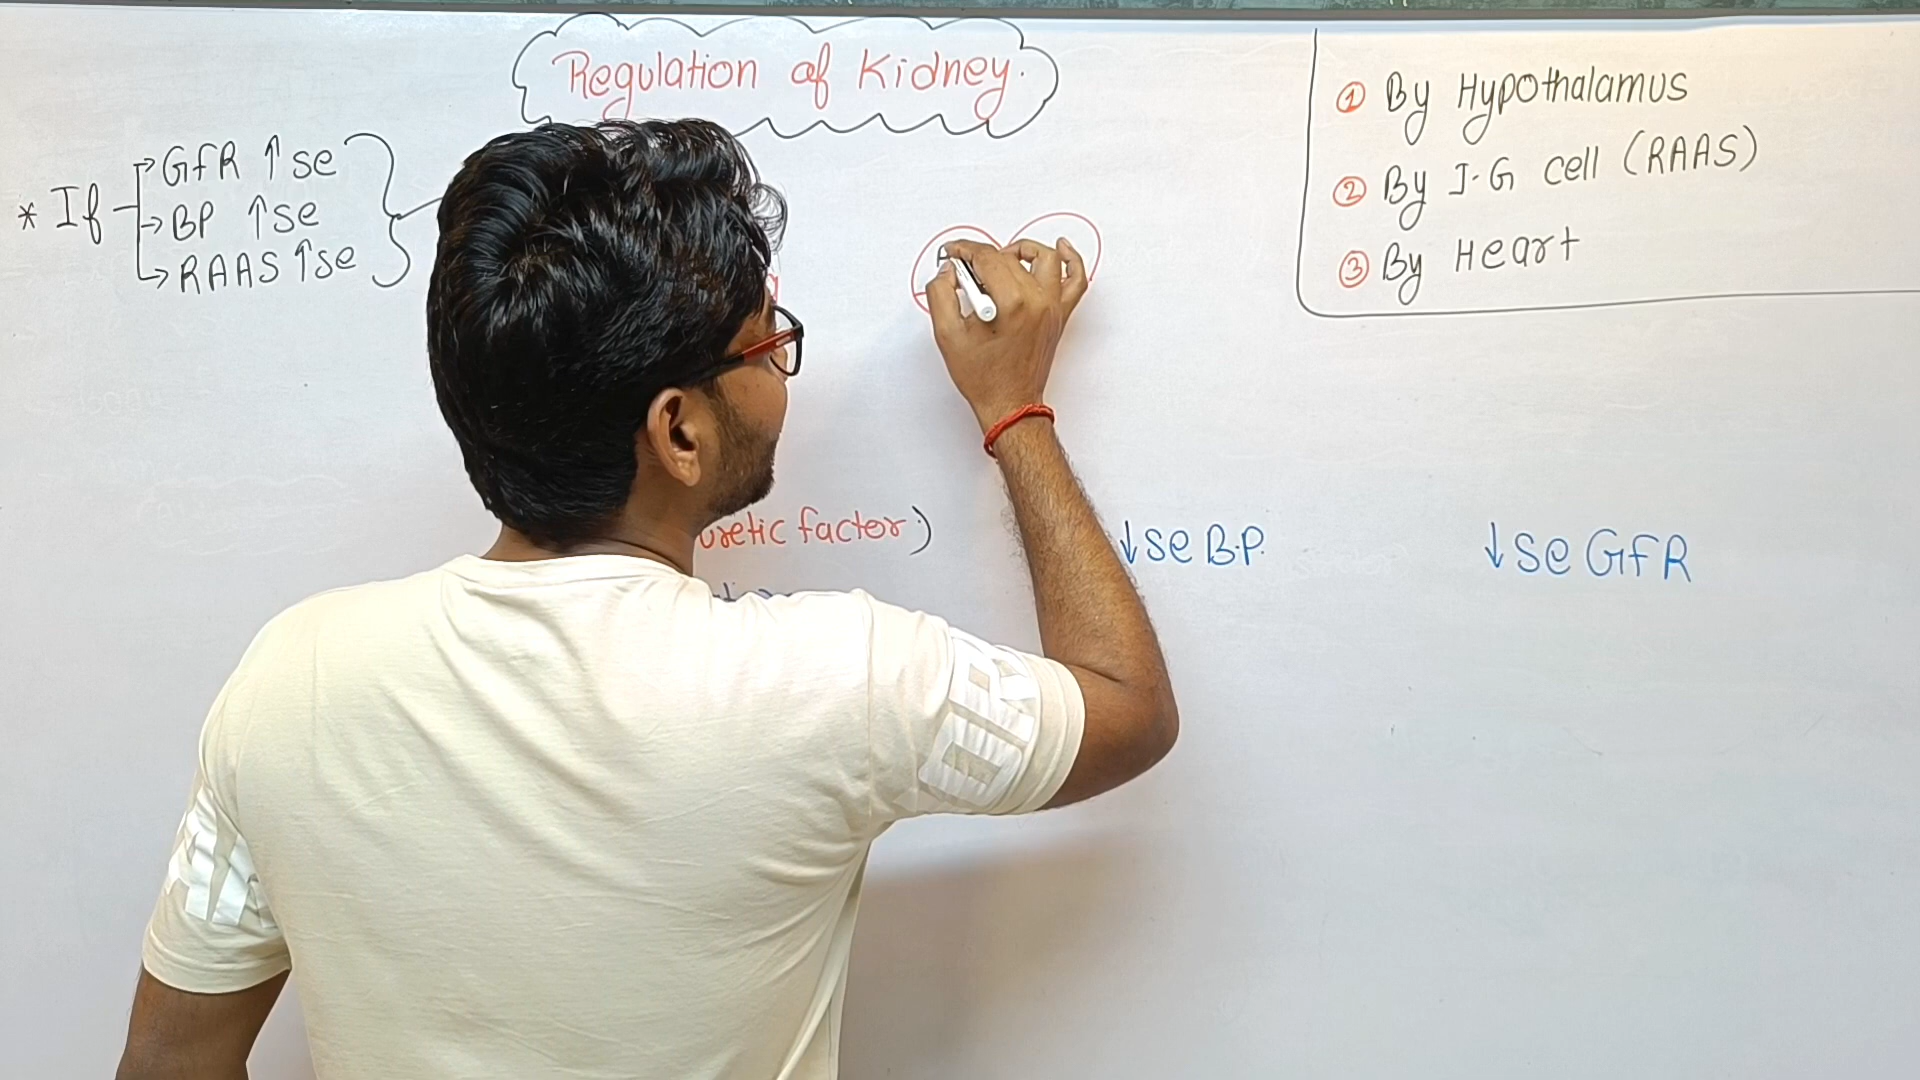 Regulation of Kidney.
* If
GFR ↑se
BP ↑se
RAAS ↑se
① By Hypothalamus
② By J-G cell (RAAS)
③ By Heart
uretic factor)
↓se B.P.
↓se GFR